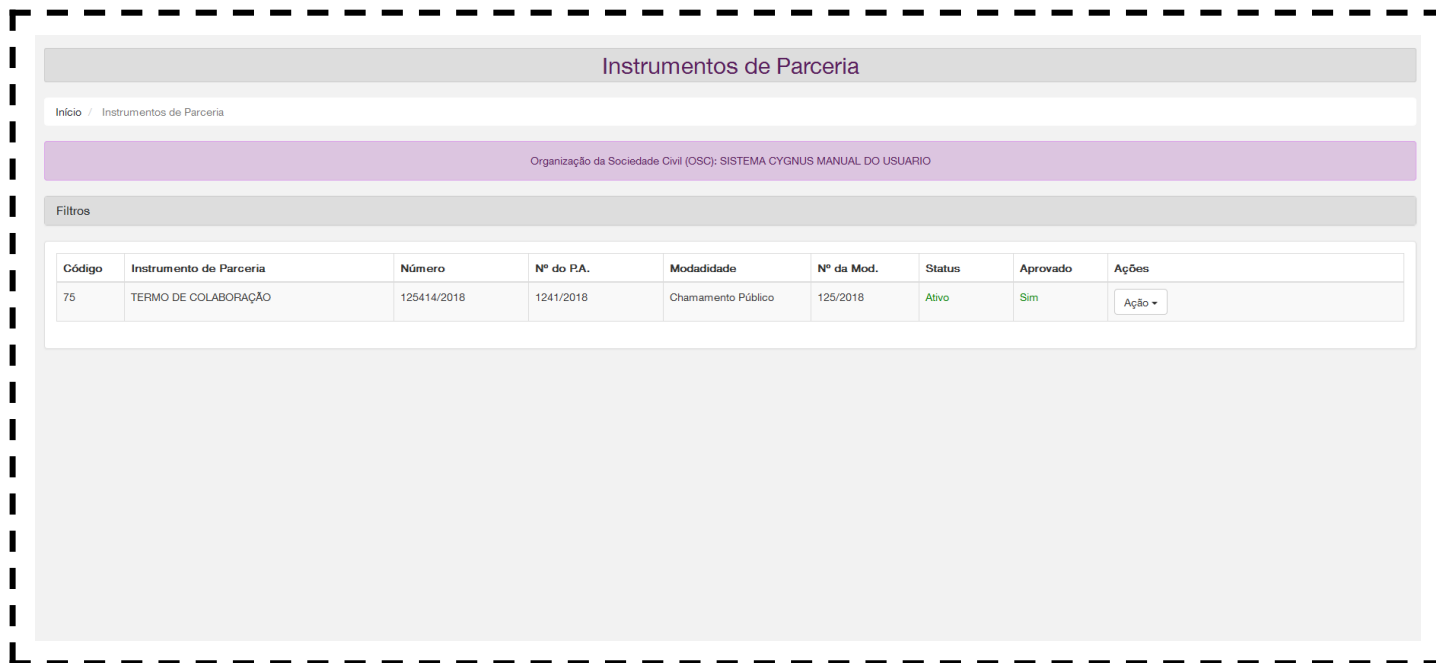 Instrumentos de Parceria
Início / Instrumentos de Parceria
Organização da Sociedade Civil (OSC): SISTEMA CYGNUS MANUAL DO USUARIO
Filtros
Código Instrumento de Parceria Número Nº do P.A. Modadidade Nº da Mod. Status Aprovado Ações
75 TERMO DE COLABORAÇÃO 125414/2018 1241/2018 Chamamento Público 125/2018 Ativo Sim Ação